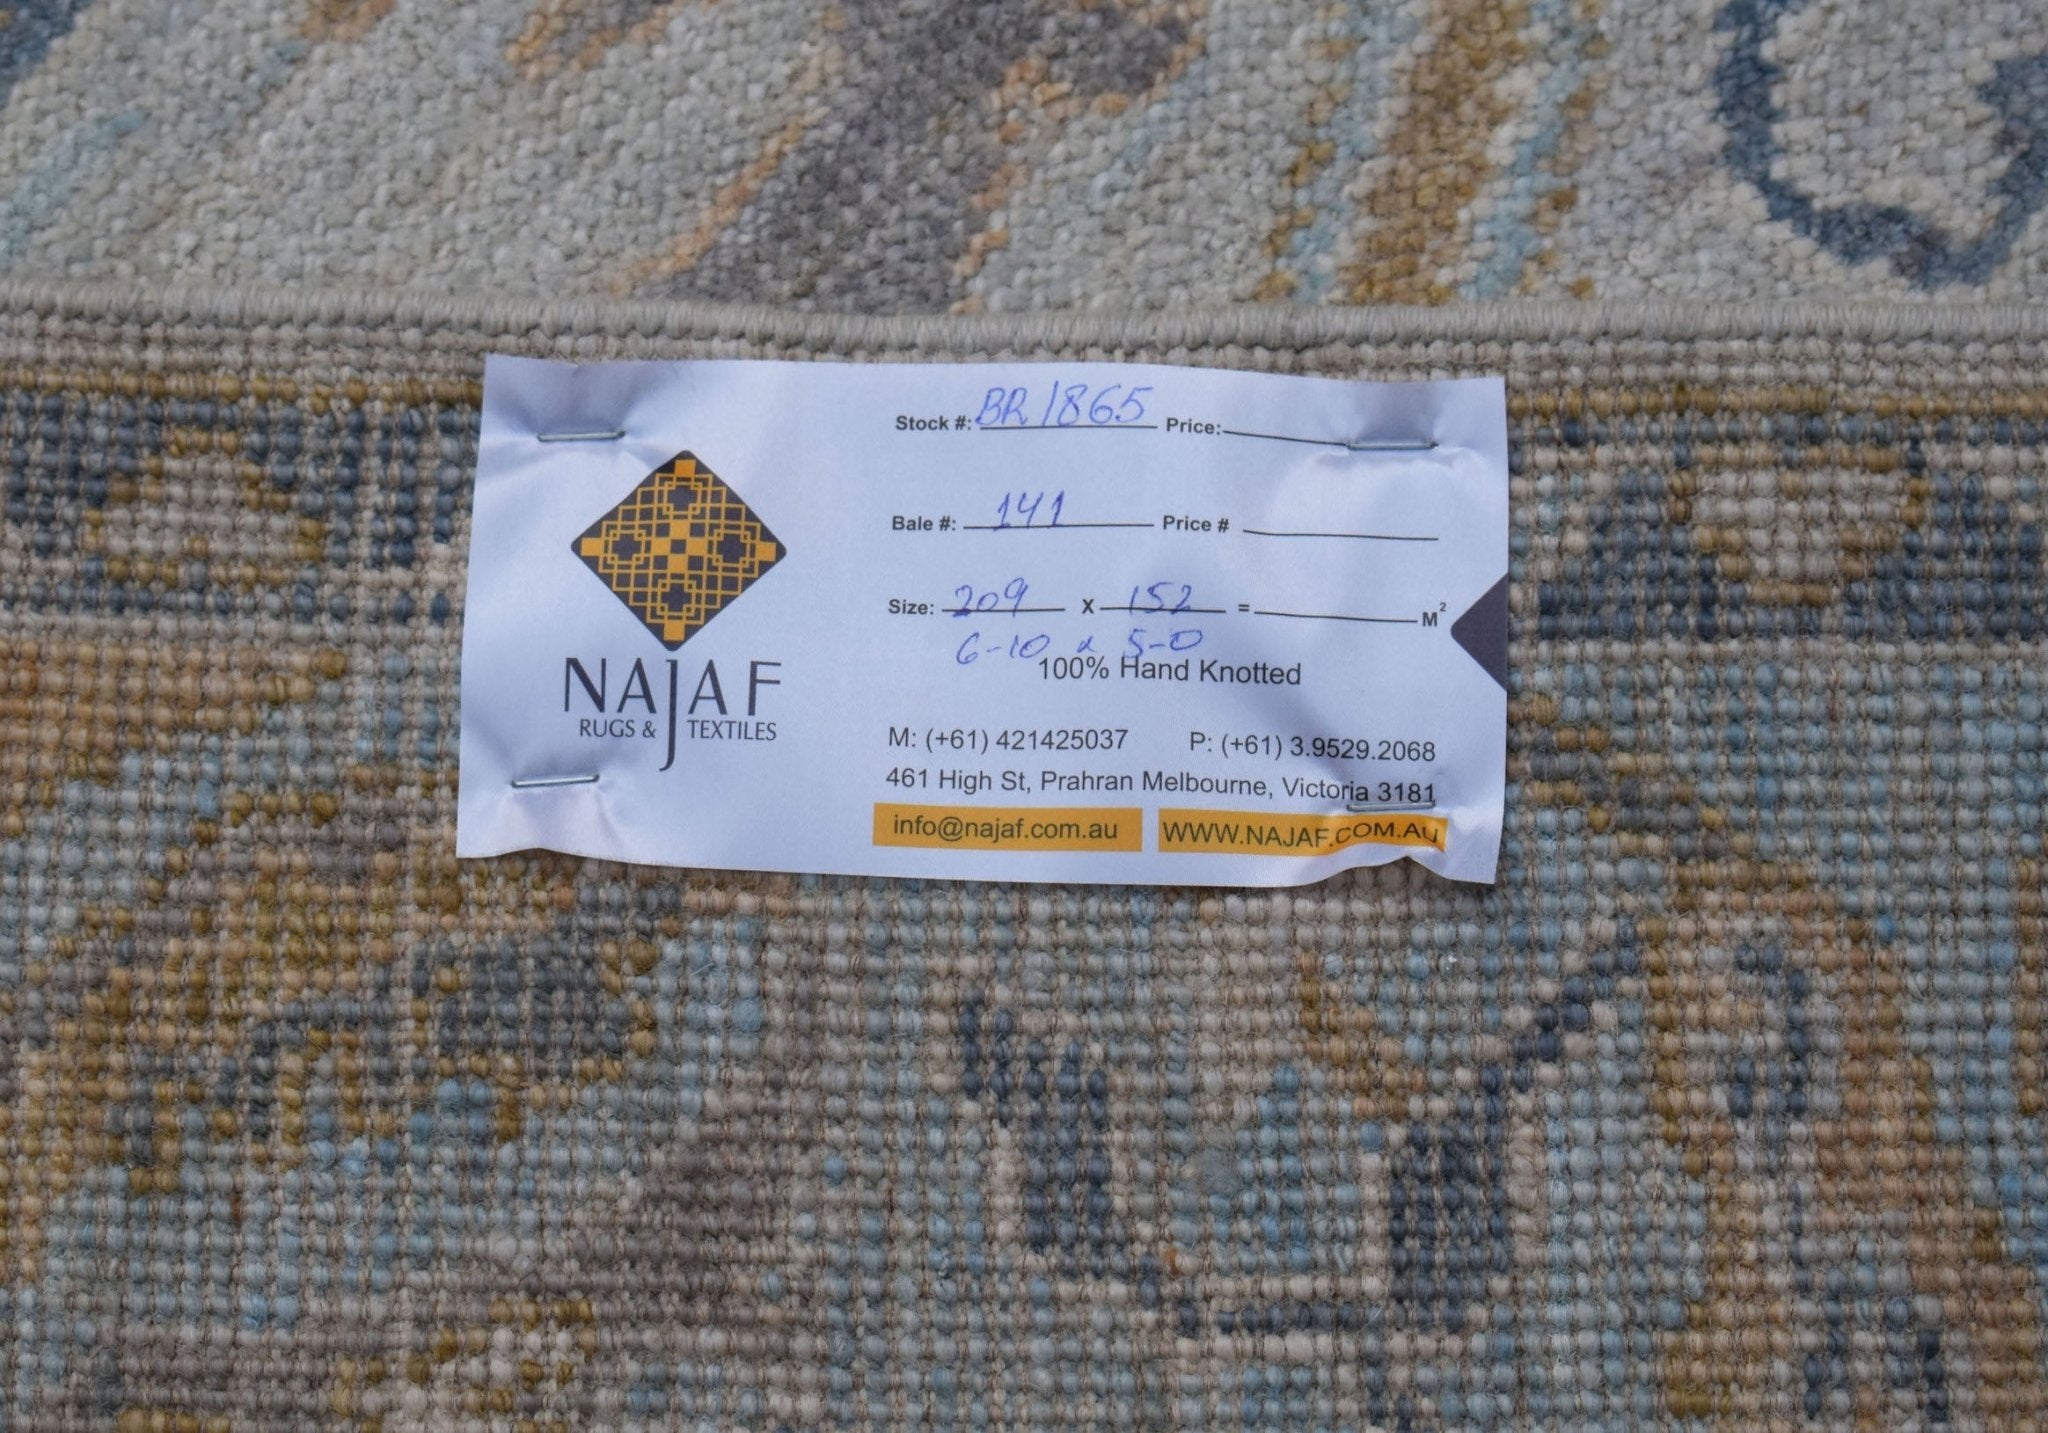 Stock #: BR1865 Price:
Bale #: 141 Price #
Size: 209 X 152 = M²
6-10 x 5-0
100% Hand Knotted
NAJAF
RUGS & TEXTILES
M: (+61) 421425037 P: (+61) 3.9529.2068
461 High St, Prahran Melbourne, Victoria 3181
info@najaf.com.au WWW.NAJAF.COM.AU